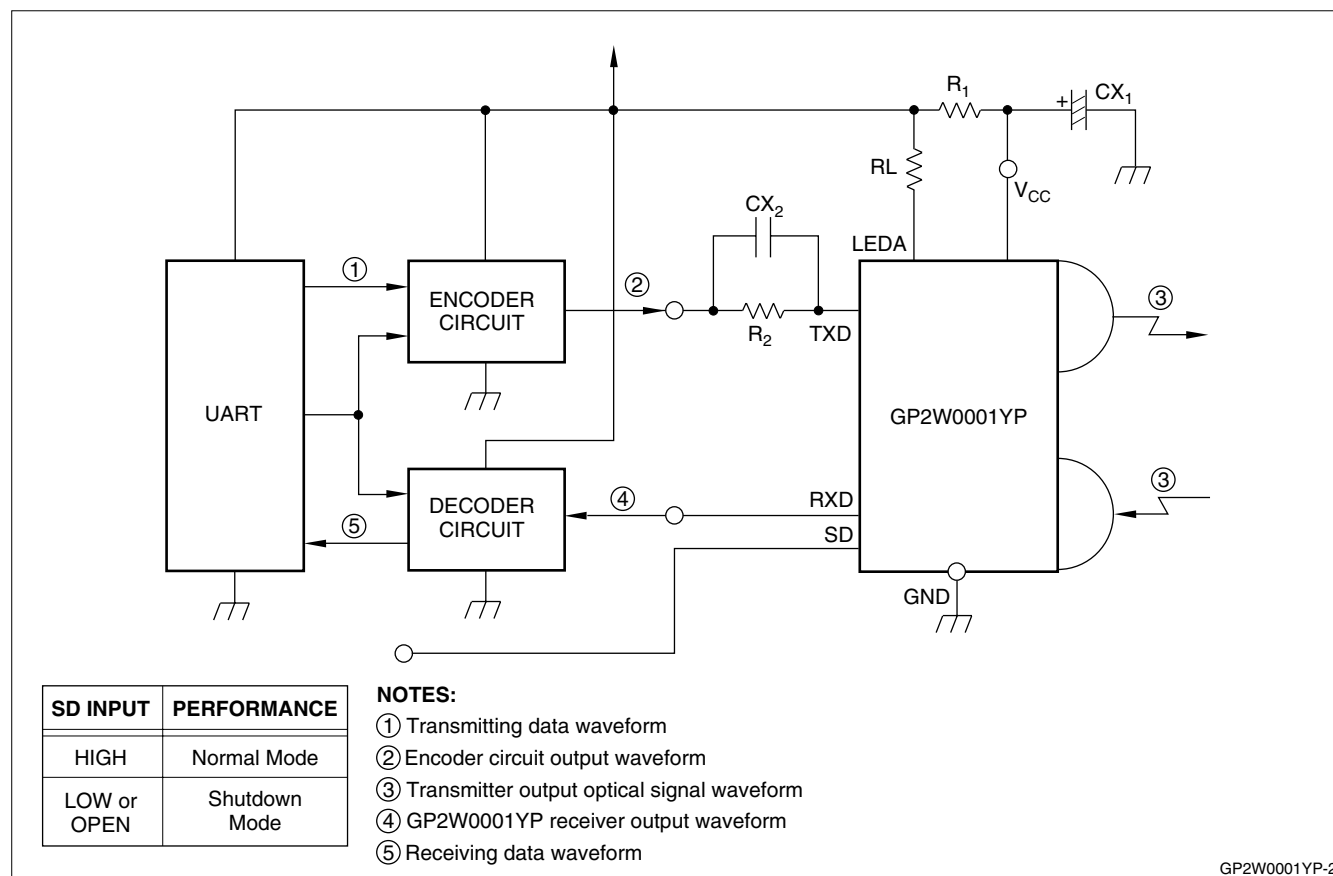 R1
CX1
RL
VCC
CX2
LEDA
①
②
③
ENCODER
CIRCUIT
R2
TXD
UART
GP2W0001YP
DECODER
CIRCUIT
④
RXD
③
⑤
SD
GND
SD INPUT PERFORMANCE
HIGH Normal Mode
LOW or
OPEN
Shutdown
Mode
NOTES:
① Transmitting data waveform
② Encoder circuit output waveform
③ Transmitter output optical signal waveform
④ GP2W0001YP receiver output waveform
⑤ Receiving data waveform
GP2W0001YP-2